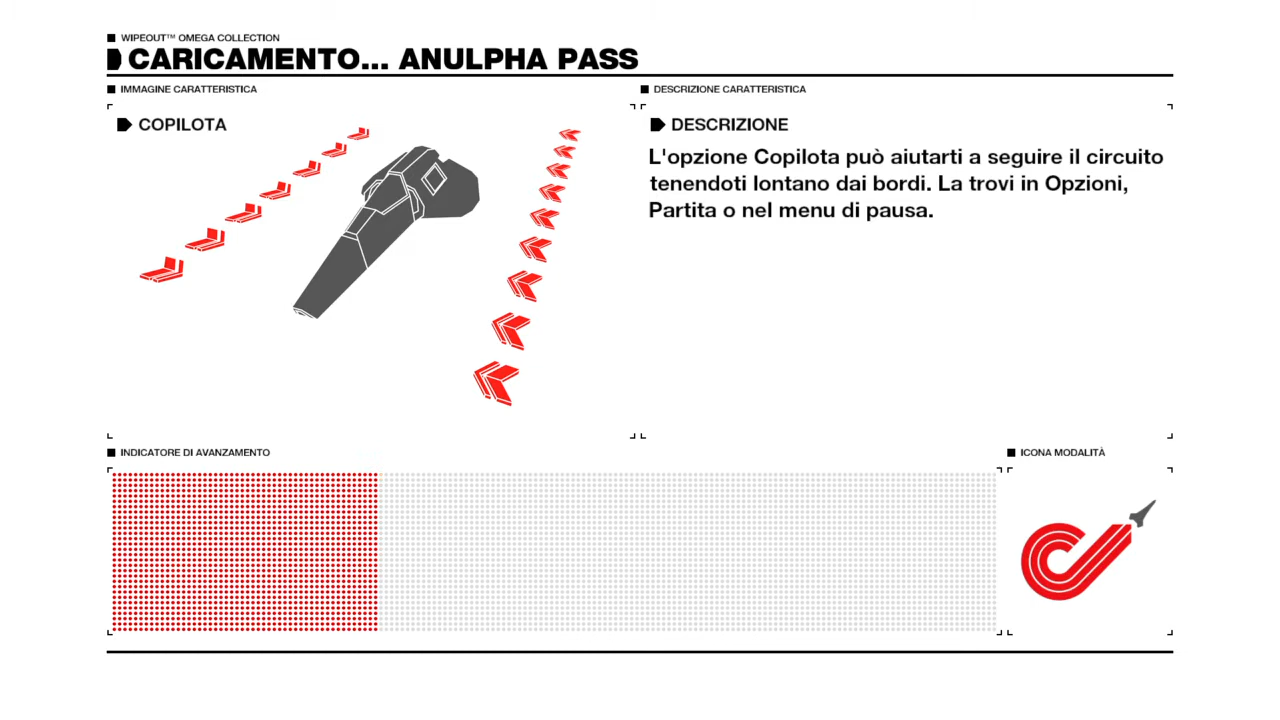 WIPEOUT™ OMEGA COLLECTION
CARICAMENTO... ANULPHA PASS
IMMAGINE CARATTERISTICA
COPILOTA
DESCRIZIONE CARATTERISTICA
DESCRIZIONE
L'opzione Copilota può aiutarti a seguire il circuito
tenendoti lontano dai bordi. La trovi in Opzioni,
Partita o nel menu di pausa.
INDICATORE DI AVANZAMENTO
ICONA MODALITÀ